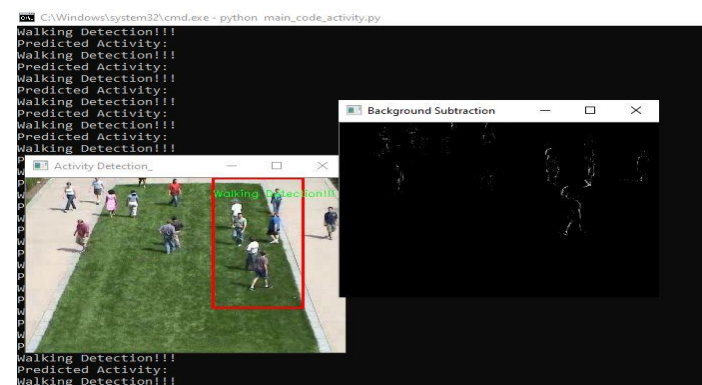 C:\Windows\system32\cmd.exe - python main_code_activity.py
Walking Detection!!!
Predicted Activity:
Walking Detection!!!
Predicted Activity:
Walking Detection!!!
Predicted Activity:
Walking Detection!!!
Predicted Activity:
Walking Detection!!!
Predicted Activity:
Walking Detection!!!
Background Subtraction
Activity Detection_
Walking Detection!!!
P
W
P
W
P
W
P
W
P
W
P
W
P
W
P
W
P
Walking Detection!!!
Predicted Activity:
Walking Detection!!!